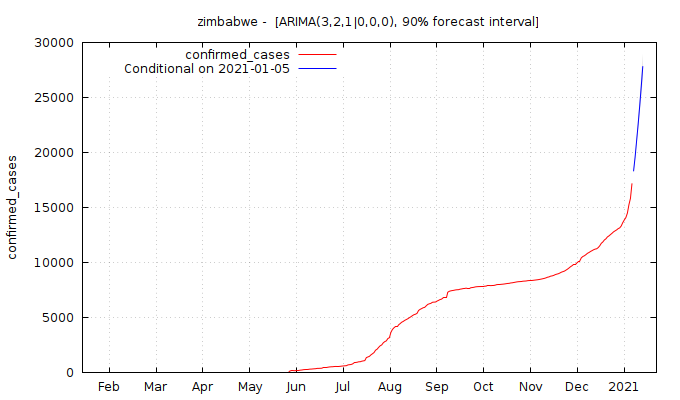 zimbabwe -  [ARIMA(3,2,1|0,0,0), 90% forecast interval]
confirmed_cases
Conditional on 2021-01-05
30000
25000
20000
15000
10000
5000
0
confirmed_cases
Feb Mar Apr May Jun Jul Aug Sep Oct Nov Dec 2021